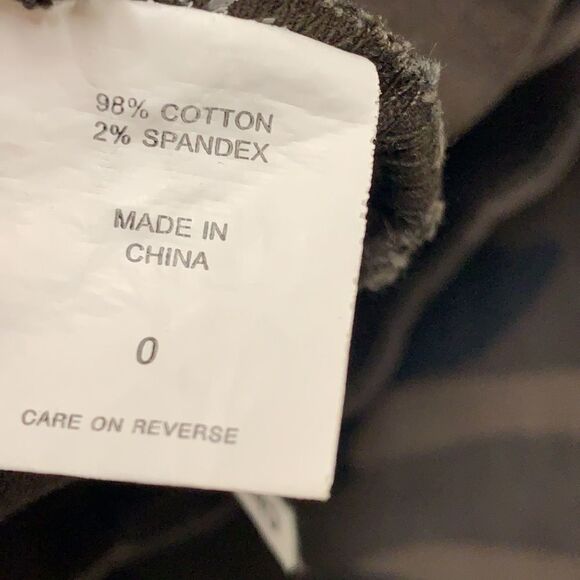 98% COTTON
2% SPANDEX
MADE IN
CHINA
0
CARE ON REVERSE